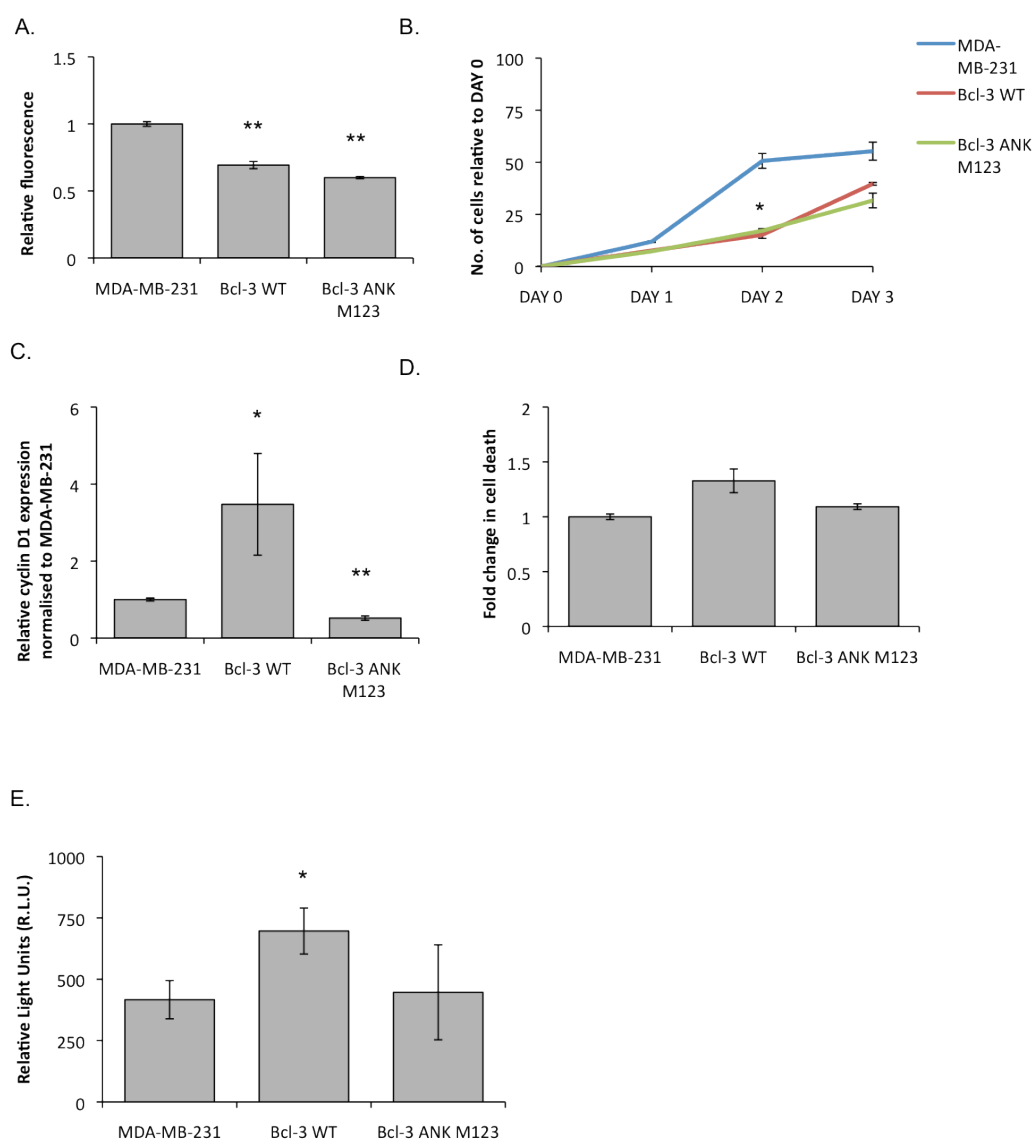 A.
Relative fluorescence
1.5
1
0.5
0
**
**
MDA-MB-231
Bcl-3 WT
Bcl-3 ANK
M123
B.
No. of cells relative to DAY 0
100
75
50
25
0
*
DAY 0
DAY 1
DAY 2
DAY 3
MDA-
MB-231
Bcl-3 WT
Bcl-3 ANK
M123
C.
Relative cyclin D1 expression
normalised to MDA-MB-231
6
4
2
0
*
**
MDA-MB-231
Bcl-3 WT
Bcl-3 ANK
M123
D.
Fold change in cell death
2
1.5
1
0.5
0
MDA-MB-231
Bcl-3 WT
Bcl-3 ANK M123
E.
Relative Light Units (R.L.U.)
1000
750
500
250
0
*
MDA-MB-231
Bcl-3 WT
Bcl-3 ANK M123